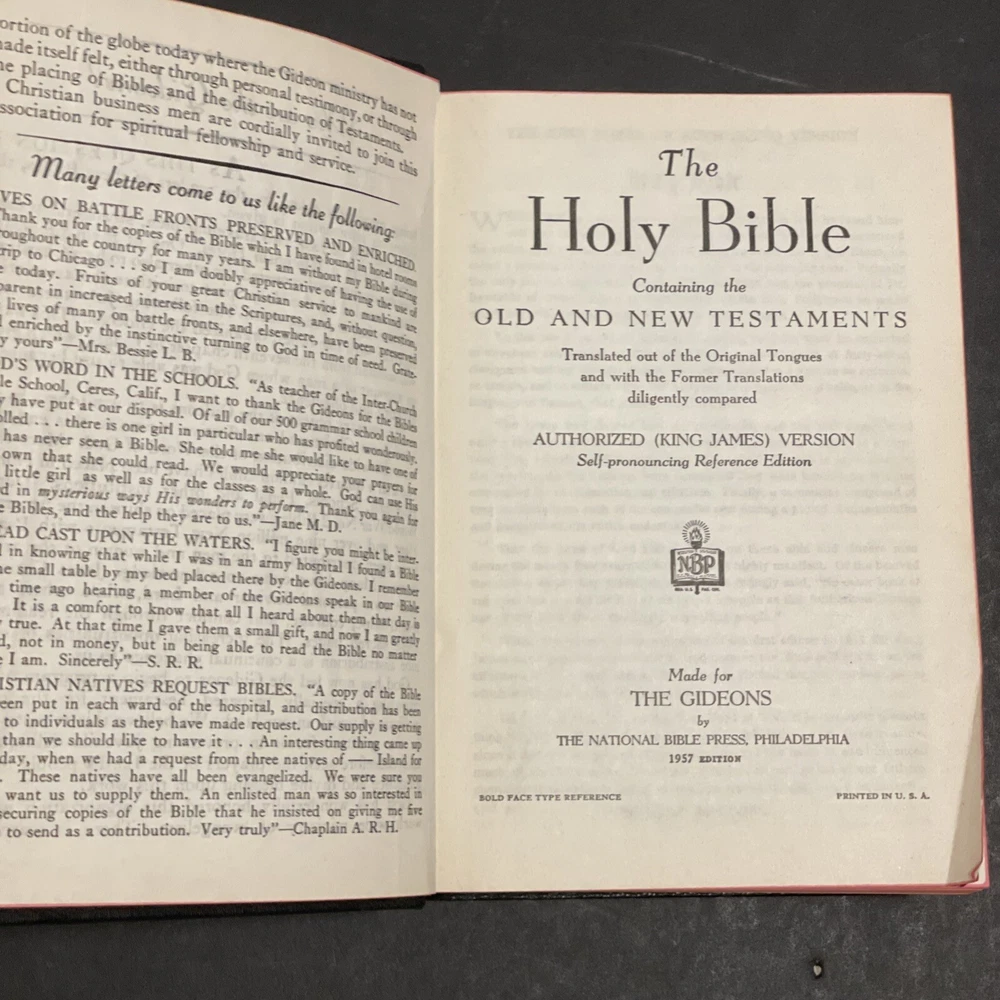 ortion of the globe today where the Gideon ministry has not
ade itself felt, either through personal testimony, or through
e placing of Bibles and the distribution of Testaments.
Christian business men are cordially invited to join this
ssociation for spiritual fellowship and service.
Many letters come to us like the following:
VES ON BATTLE FRONTS PRESERVED AND ENRICHED.
hank you for the copies of the Bible which I have found in hotel rooms
roughout the country for many years. I am without my Bible during
trip to Chicago . . . so I am doubly appreciative of having the use of
e today. Fruits of your great Christian service to mankind are
parent in increased interest in the Scriptures, and, without question,
lives of many on battle fronts, and elsewhere, have been preserved
d enriched by the instinctive turning to God in time of need. Grate-
y yours”—Mrs. Bessie L. B.
D’S WORD IN THE SCHOOLS. “As teacher of the Inter-Church
le School, Ceres, Calif., I want to thank the Gideons for the Bibles
y have put at our disposal. Of all of our 500 grammar school children
olled . . . there is one girl in particular who has profited wonderously.
has never seen a Bible. She told me she would like to have one of
own that she could read. We would appreciate your prayers for
little girl as well as for the classes as a whole. God can use His
d in mysterious ways His wonders to perform. Thank you again for
e Bibles, and the help they are to us.”—Jane M. D.
EAD CAST UPON THE WATERS. “I figure you might be inter-
d in knowing that while I was in an army hospital I found a Bible
he small table by my bed placed there by the Gideons. I remember
time ago hearing a member of the Gideons speak in our Bible
It is a comfort to know that all I heard about them that day is
y true. At that time I gave them a small gift, and now I am greatly
d, not in money, but in being able to read the Bible no matter
e I am. Sincerely”—S. R. R.
ISTIAN NATIVES REQUEST BIBLES. “A copy of the Bible
een put in each ward of the hospital, and distribution has been
to individuals as they have made request. Our supply is getting
than we should like to have it . . . An interesting thing came up
day, when we had a request from three natives of — Island for
. These natives have all been evangelized. We were sure you
want us to supply them. An enlisted man was so interested in
securing copies of the Bible that he insisted on giving me five
to send as a contribution. Very truly”—Chaplain A. R. H.
The
Holy Bible
Containing the
OLD AND NEW TESTAMENTS
Translated out of the Original Tongues
and with the Former Translations
diligently compared
AUTHORIZED (KING JAMES) VERSION
Self-pronouncing Reference Edition
NBP
Made for
THE GIDEONS
by
THE NATIONAL BIBLE PRESS, PHILADELPHIA
1957 EDITION
BOLD FACE TYPE REFERENCE
PRINTED IN U. S. A.